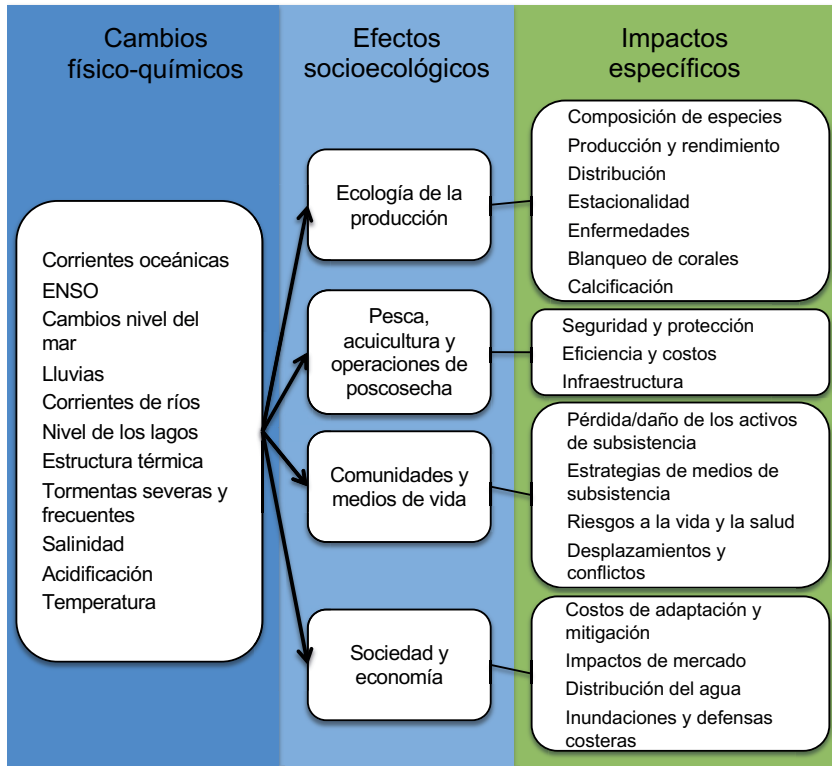 Cambios
físico-químicos
Efectos
socioecológicos
Impactos
específicos
Corrientes oceánicas
ENSO
Cambios nivel del
mar
Lluvias
Corrientes de ríos
Nivel de los lagos
Estructura térmica
Tormentas severas y
frecuentes
Salinidad
Acidificación
Temperatura
Ecología de la
producción
Pesca,
acuicultura y
operaciones de
poscosecha
Comunidades y
medios de vida
Sociedad y
economía
Composición de especies
Producción y rendimiento
Distribución
Estacionalidad
Enfermedades
Blanqueo de corales
Calcificación
Seguridad y protección
Eficiencia y costos
Infraestructura
Pérdida/daño de los activos
de subsistencia
Estrategias de medios de
subsistencia
Riesgos a la vida y la salud
Desplazamientos y
conflictos
Costos de adaptación y
mitigación
Impactos de mercado
Distribución del agua
Inundaciones y defensas
costeras